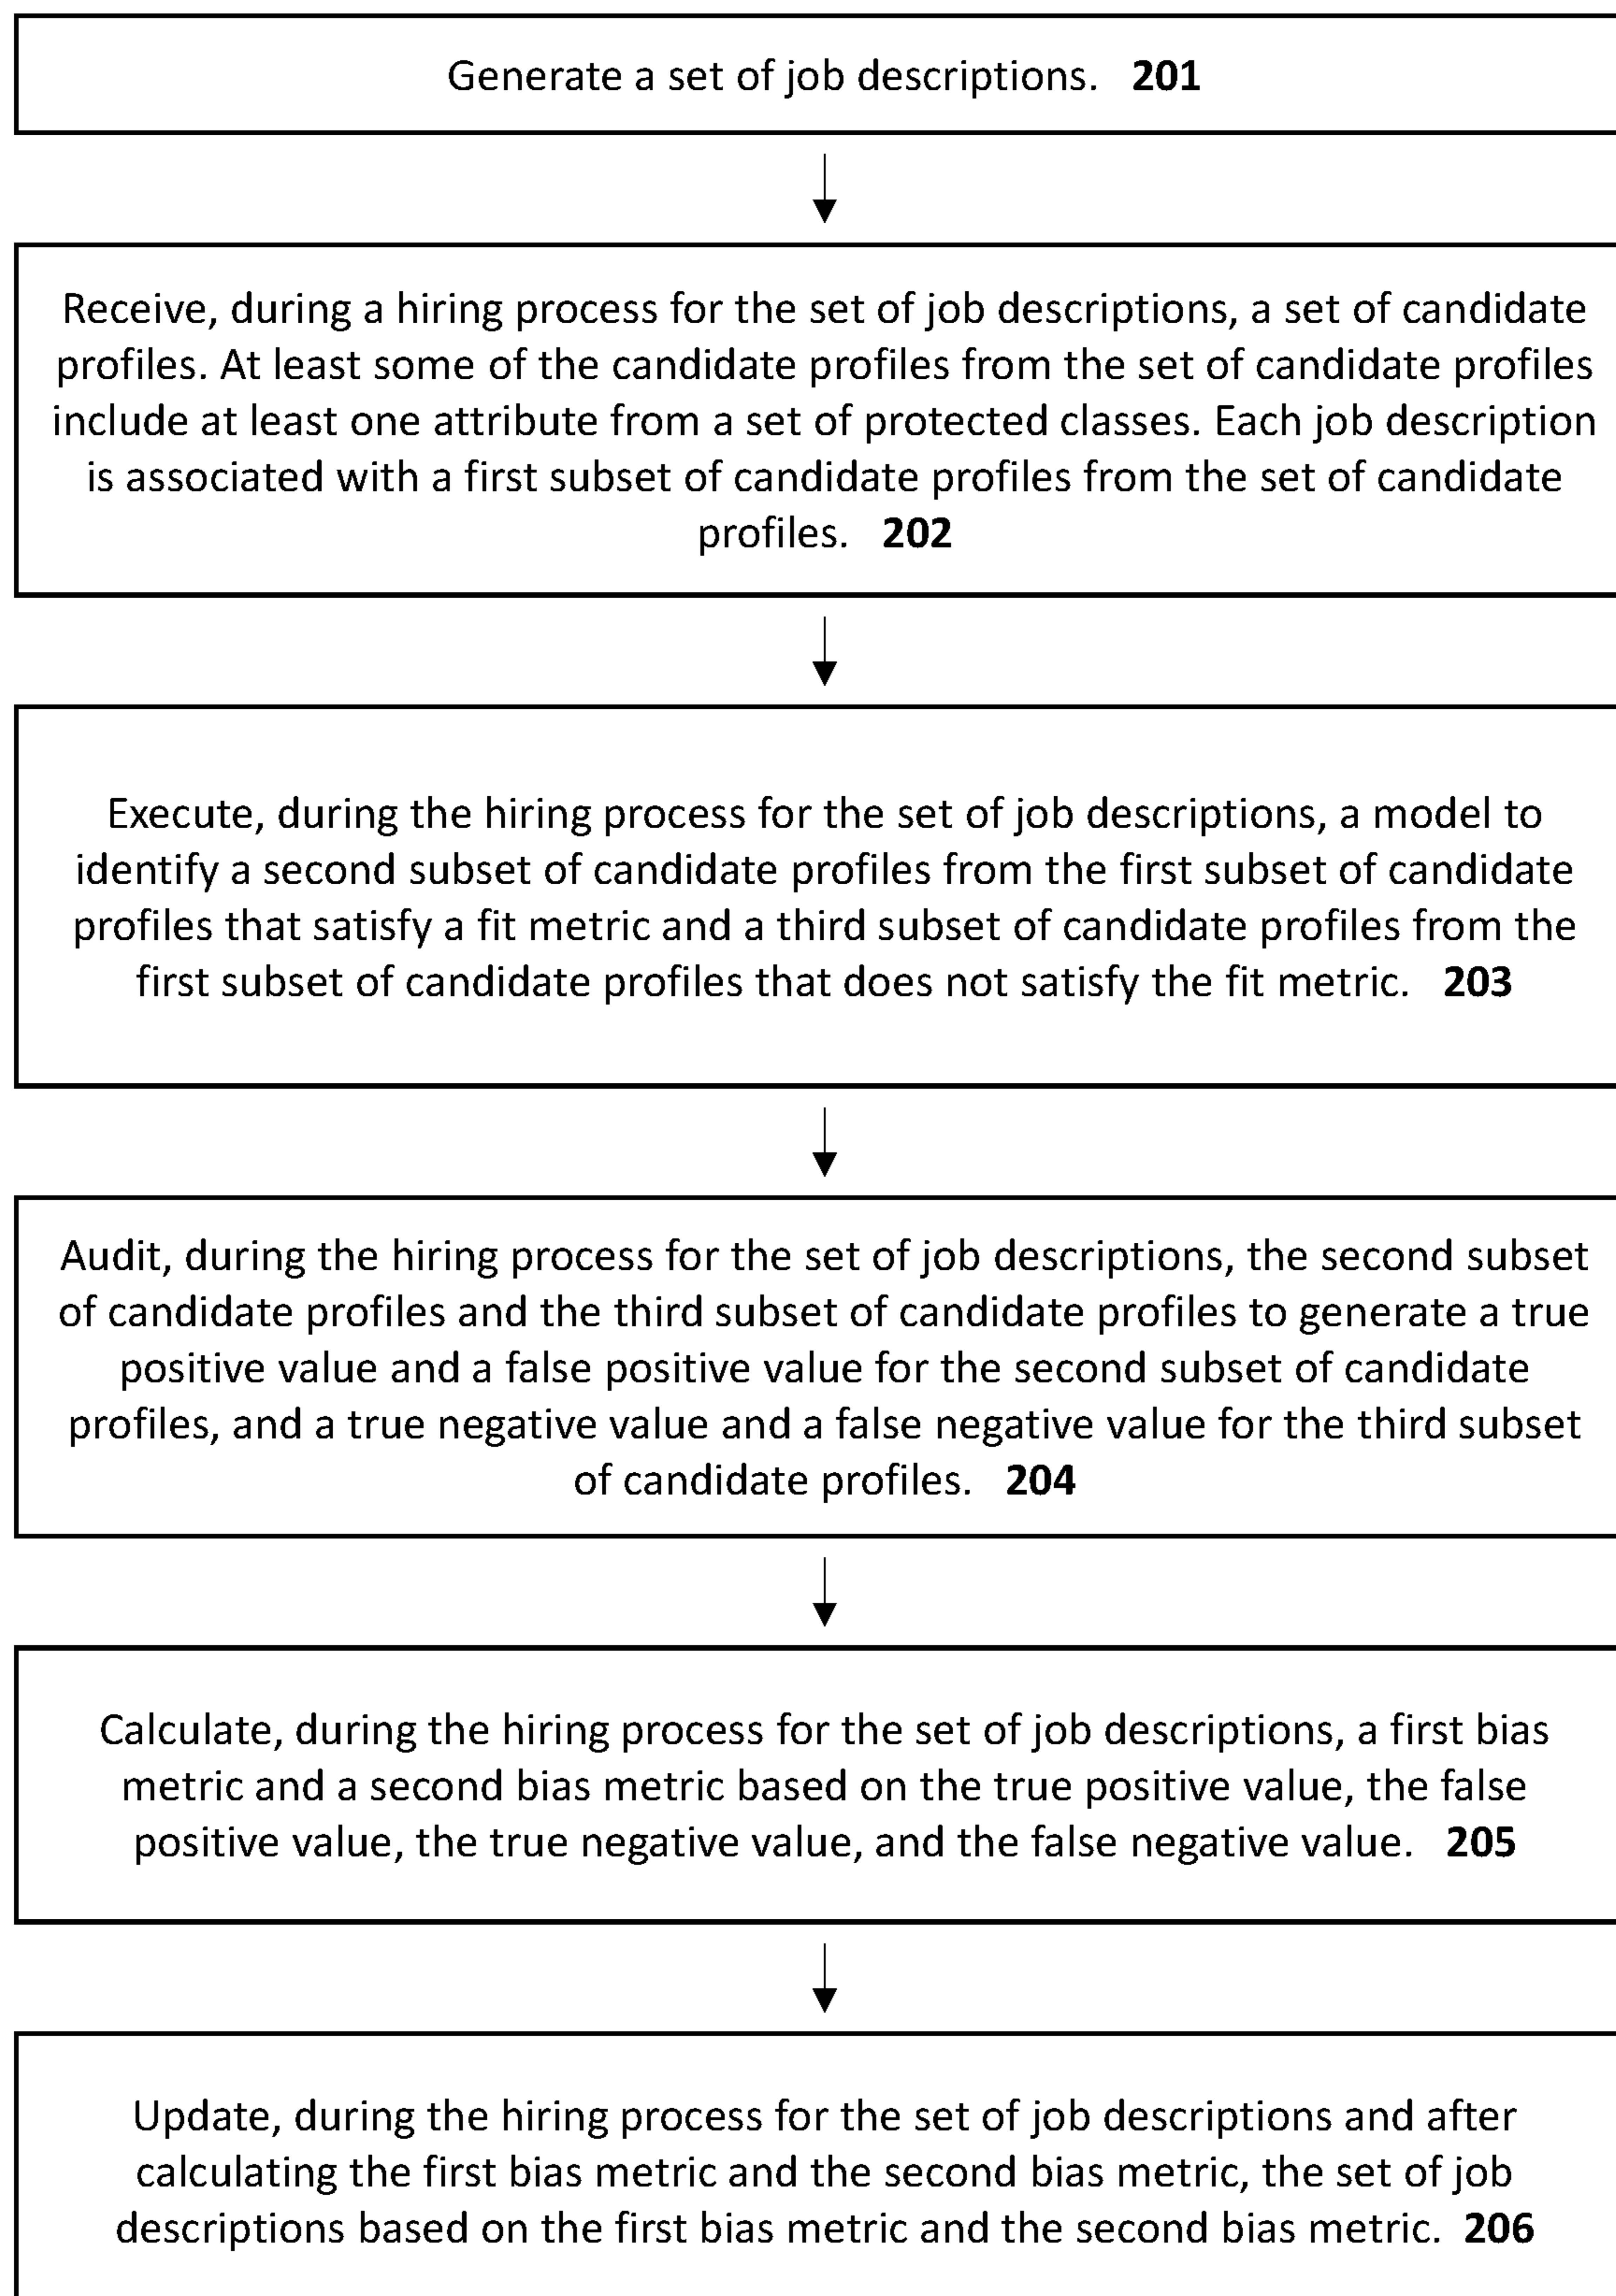 Generate a set of job descriptions. 201
Receive, during a hiring process for the set of job descriptions, a set of candidate
profiles. At least some of the candidate profiles from the set of candidate profiles
include at least one attribute from a set of protected classes. Each job description
is associated with a first subset of candidate profiles from the set of candidate
profiles. 202
Execute, during the hiring process for the set of job descriptions, a model to
identify a second subset of candidate profiles from the first subset of candidate
profiles that satisfy a fit metric and a third subset of candidate profiles from the
first subset of candidate profiles that does not satisfy the fit metric. 203
Audit, during the hiring process for the set of job descriptions, the second subset
of candidate profiles and the third subset of candidate profiles to generate a true
positive value and a false positive value for the second subset of candidate
profiles, and a true negative value and a false negative value for the third subset
of candidate profiles. 204
Calculate, during the hiring process for the set of job descriptions, a first bias
metric and a second bias metric based on the true positive value, the false
positive value, the true negative value, and the false negative value. 205
Update, during the hiring process for the set of job descriptions and after
calculating the first bias metric and the second bias metric, the set of job
descriptions based on the first bias metric and the second bias metric. 206